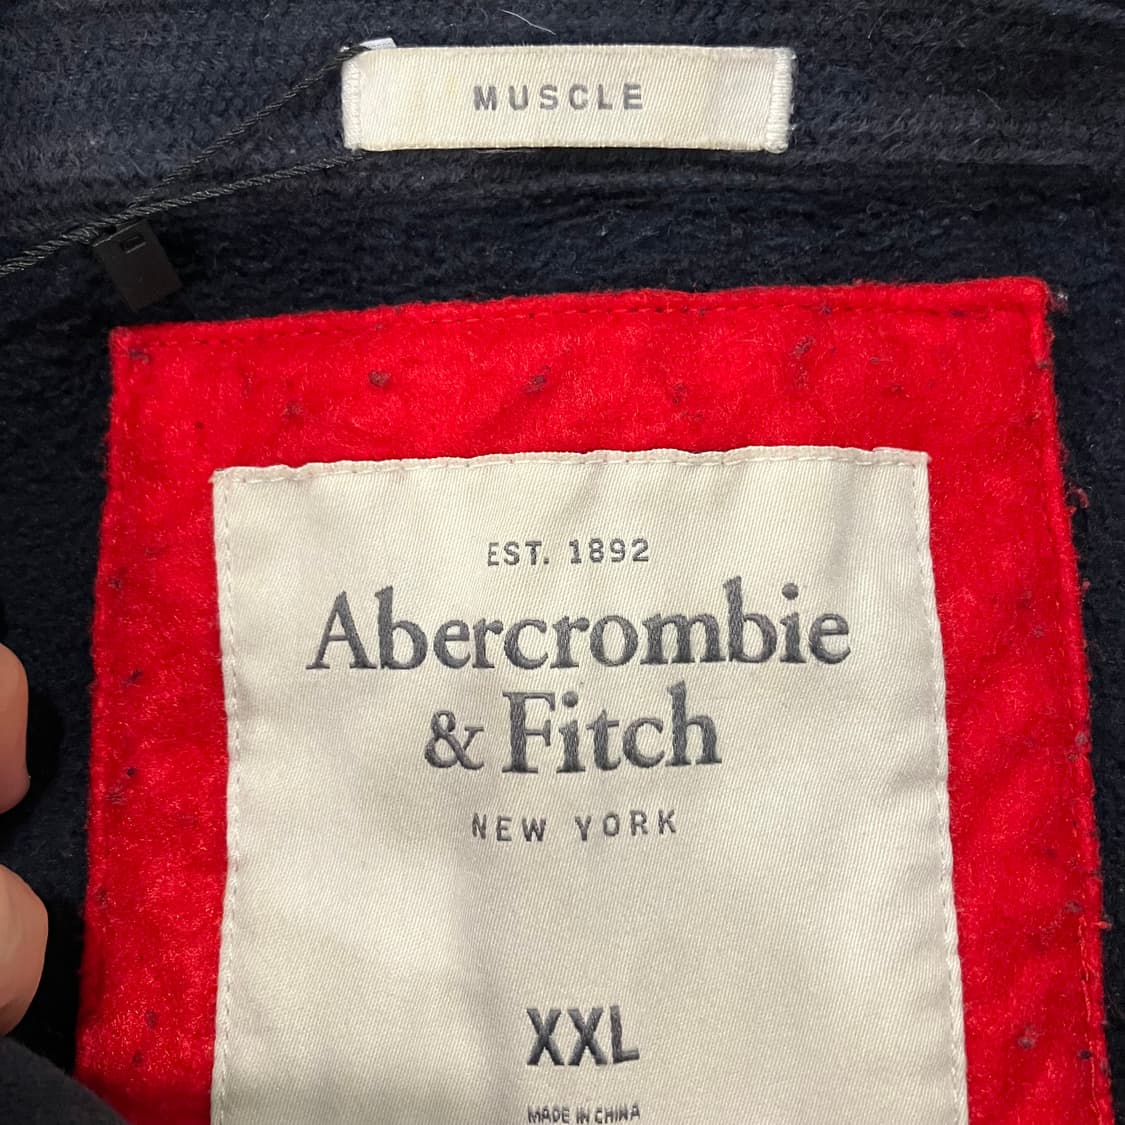 MUSCLE
EST. 1892
Abercrombie
& Fitch
NEW YORK
XXL
MADE IN CHINA